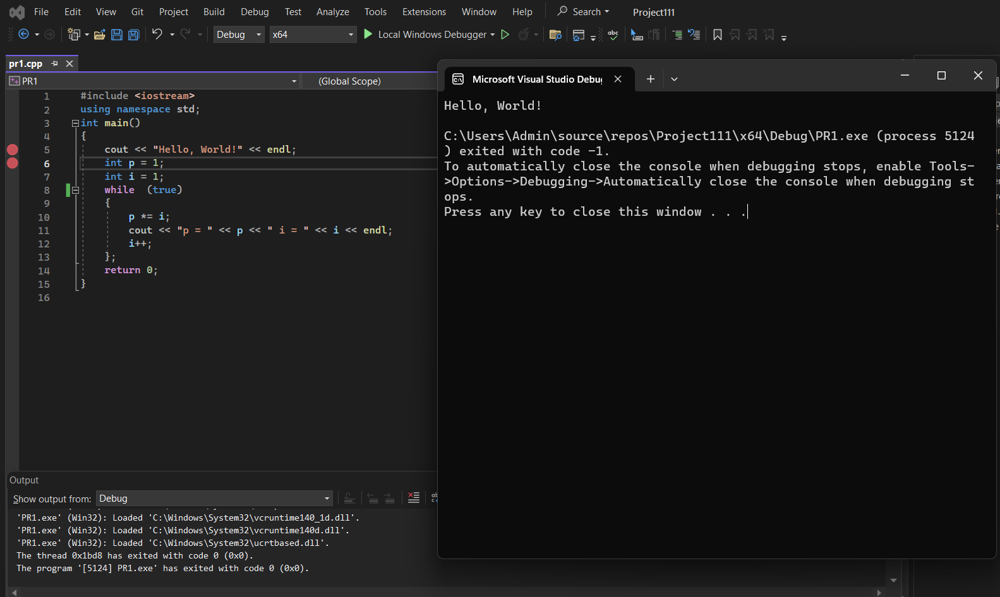 File Edit View Git Project Build Debug Test Analyze Tools Extensions Window Help Search Project111
Debug x64 Local Windows Debugger
pr1.cpp
PR1 (Global Scope)
1 #include <iostream>
2 using namespace std;
3 int main()
4 {
5 cout << "Hello, World!" << endl;
6 int p = 1;
7 int i = 1;
8 while (true)
9 {
10 p *= i;
11 cout << "p = " << p << " i = " << i << endl;
12 i++;
13 };
14 return 0;
15 }
16
Microsoft Visual Studio Debug
Hello, World!
C:\Users\Admin\source\repos\Project111\x64\Debug\PR1.exe (process 5124
) exited with code -1.
To automatically close the console when debugging stops, enable Tools-
>Options->Debugging->Automatically close the console when debugging st
ops.
Press any key to close this window . . .
Output
Show output from: Debug
'PR1.exe' (Win32): Loaded 'C:\Windows\System32\vcruntime140_1d.dll'.
'PR1.exe' (Win32): Loaded 'C:\Windows\System32\vcruntime140d.dll'.
'PR1.exe' (Win32): Loaded 'C:\Windows\System32\ucrtbased.dll'.
The thread 0x1bd8 has exited with code 0 (0x0).
The program '[5124] PR1.exe' has exited with code 0 (0x0).